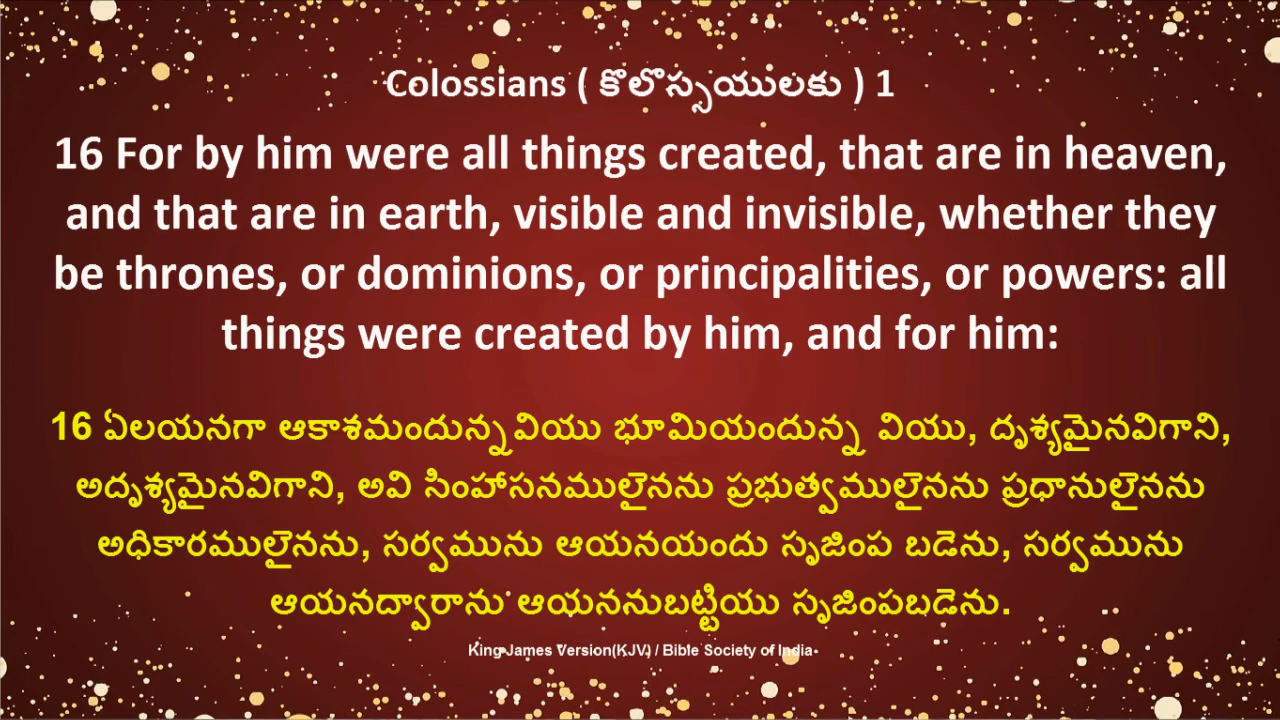 Colossians ( కొలొస్సయులకు ) 1
16 For by him were all things created, that are in heaven,
and that are in earth, visible and invisible, whether they
be thrones, or dominions, or principalities, or powers: all
things were created by him, and for him:
16 ఏలయనగా ఆకాశమందున్నవియు భూమియందున్న వియు, దృశ్యమైనవిగాని,
అదృశ్యమైనవిగాని, అవి సింహాసనములైనను ప్రభుత్వములైనను ప్రధానులైనను
అధికారములైనను, సర్వమును ఆయనయందు సృజింప బడెను, సర్వమును
ఆయనద్వారాను ఆయననుబట్టియు సృజింపబడెను.
King James Version(KJV) / Bible Society of India